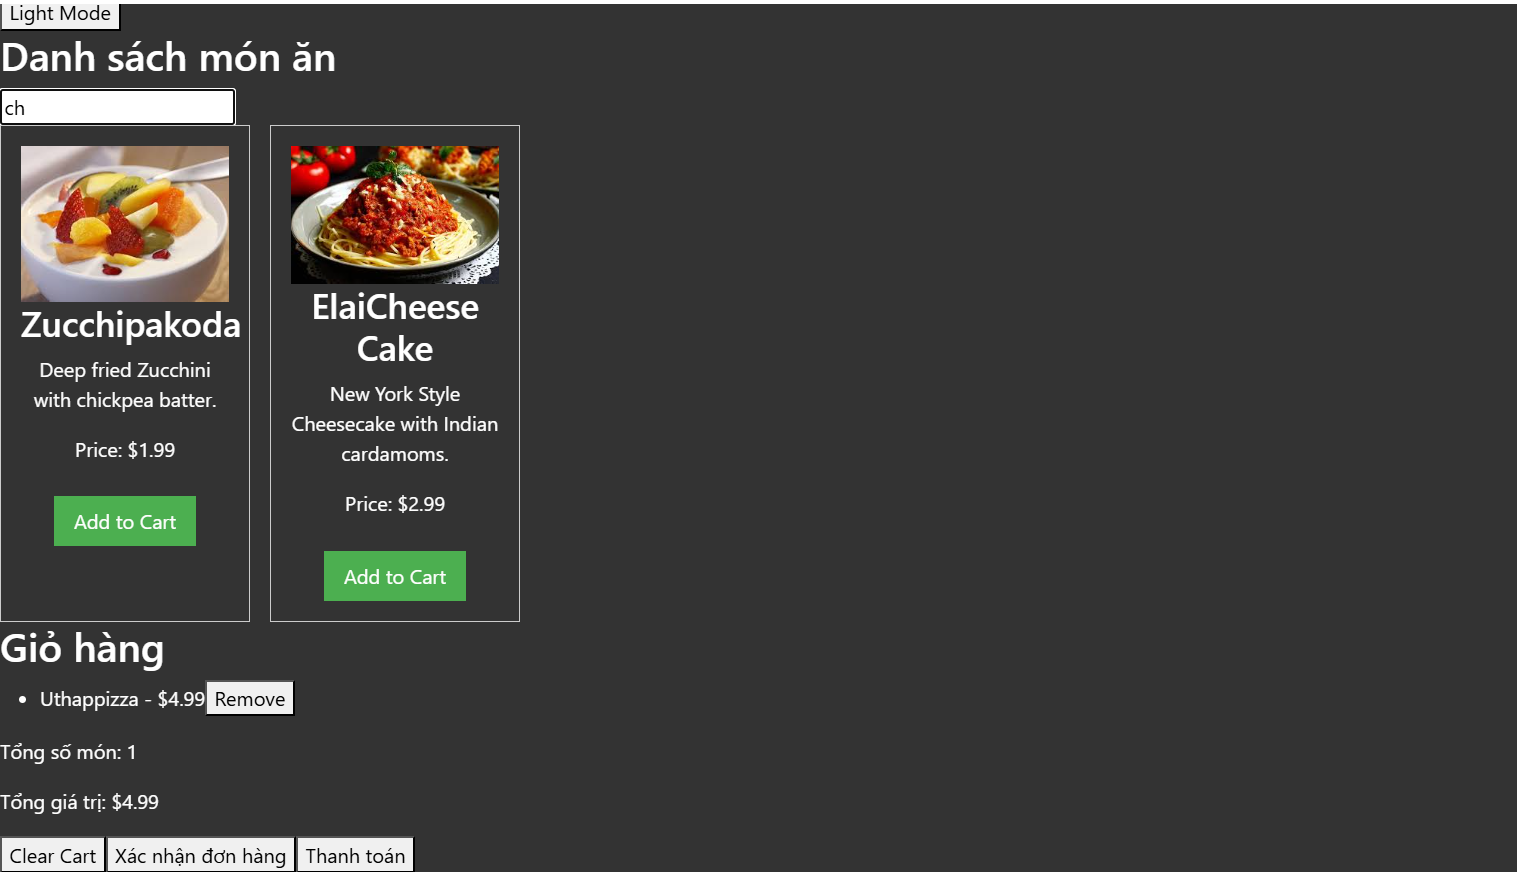 Light Mode
Danh sách món ăn
ch
Zucchipakoda
Deep fried Zucchini
with chickpea batter.
Price: $1.99
Add to Cart
ElaiCheese
Cake
New York Style
Cheesecake with Indian
cardamoms.
Price: $2.99
Add to Cart
Giỏ hàng
Uthappizza - $4.99 Remove
Tổng số món: 1
Tổng giá trị: $4.99
Clear Cart Xác nhận đơn hàng Thanh toán